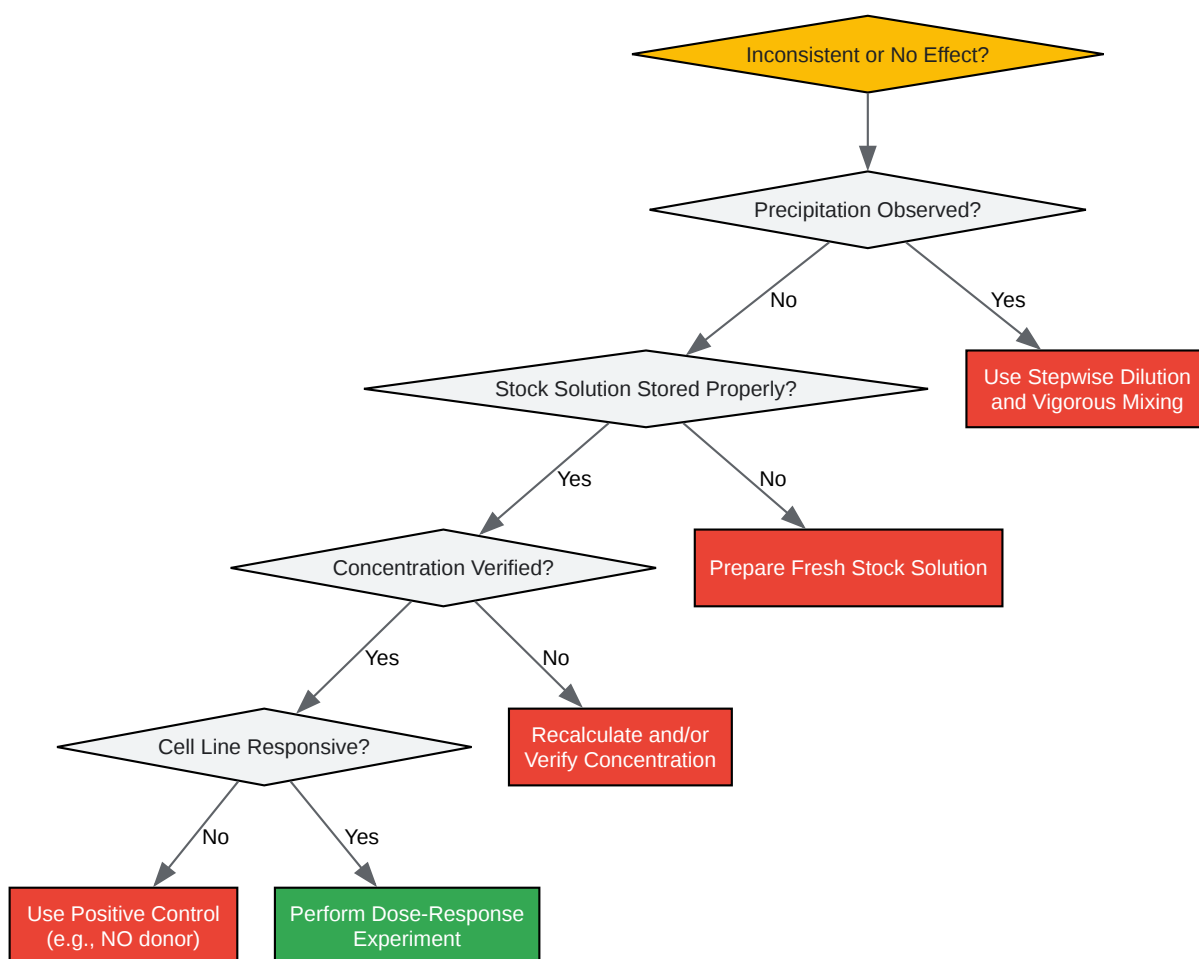 Inconsistent or No Effect?
Precipitation Observed?
No
Yes
Stock Solution Stored Properly?
Use Stepwise Dilution
and Vigorous Mixing
Yes
No
Concentration Verified?
Prepare Fresh Stock Solution
Yes
No
Cell Line Responsive?
Recalculate and/or
Verify Concentration
No
Yes
Use Positive Control
(e.g., NO donor)
Perform Dose-Response
Experiment